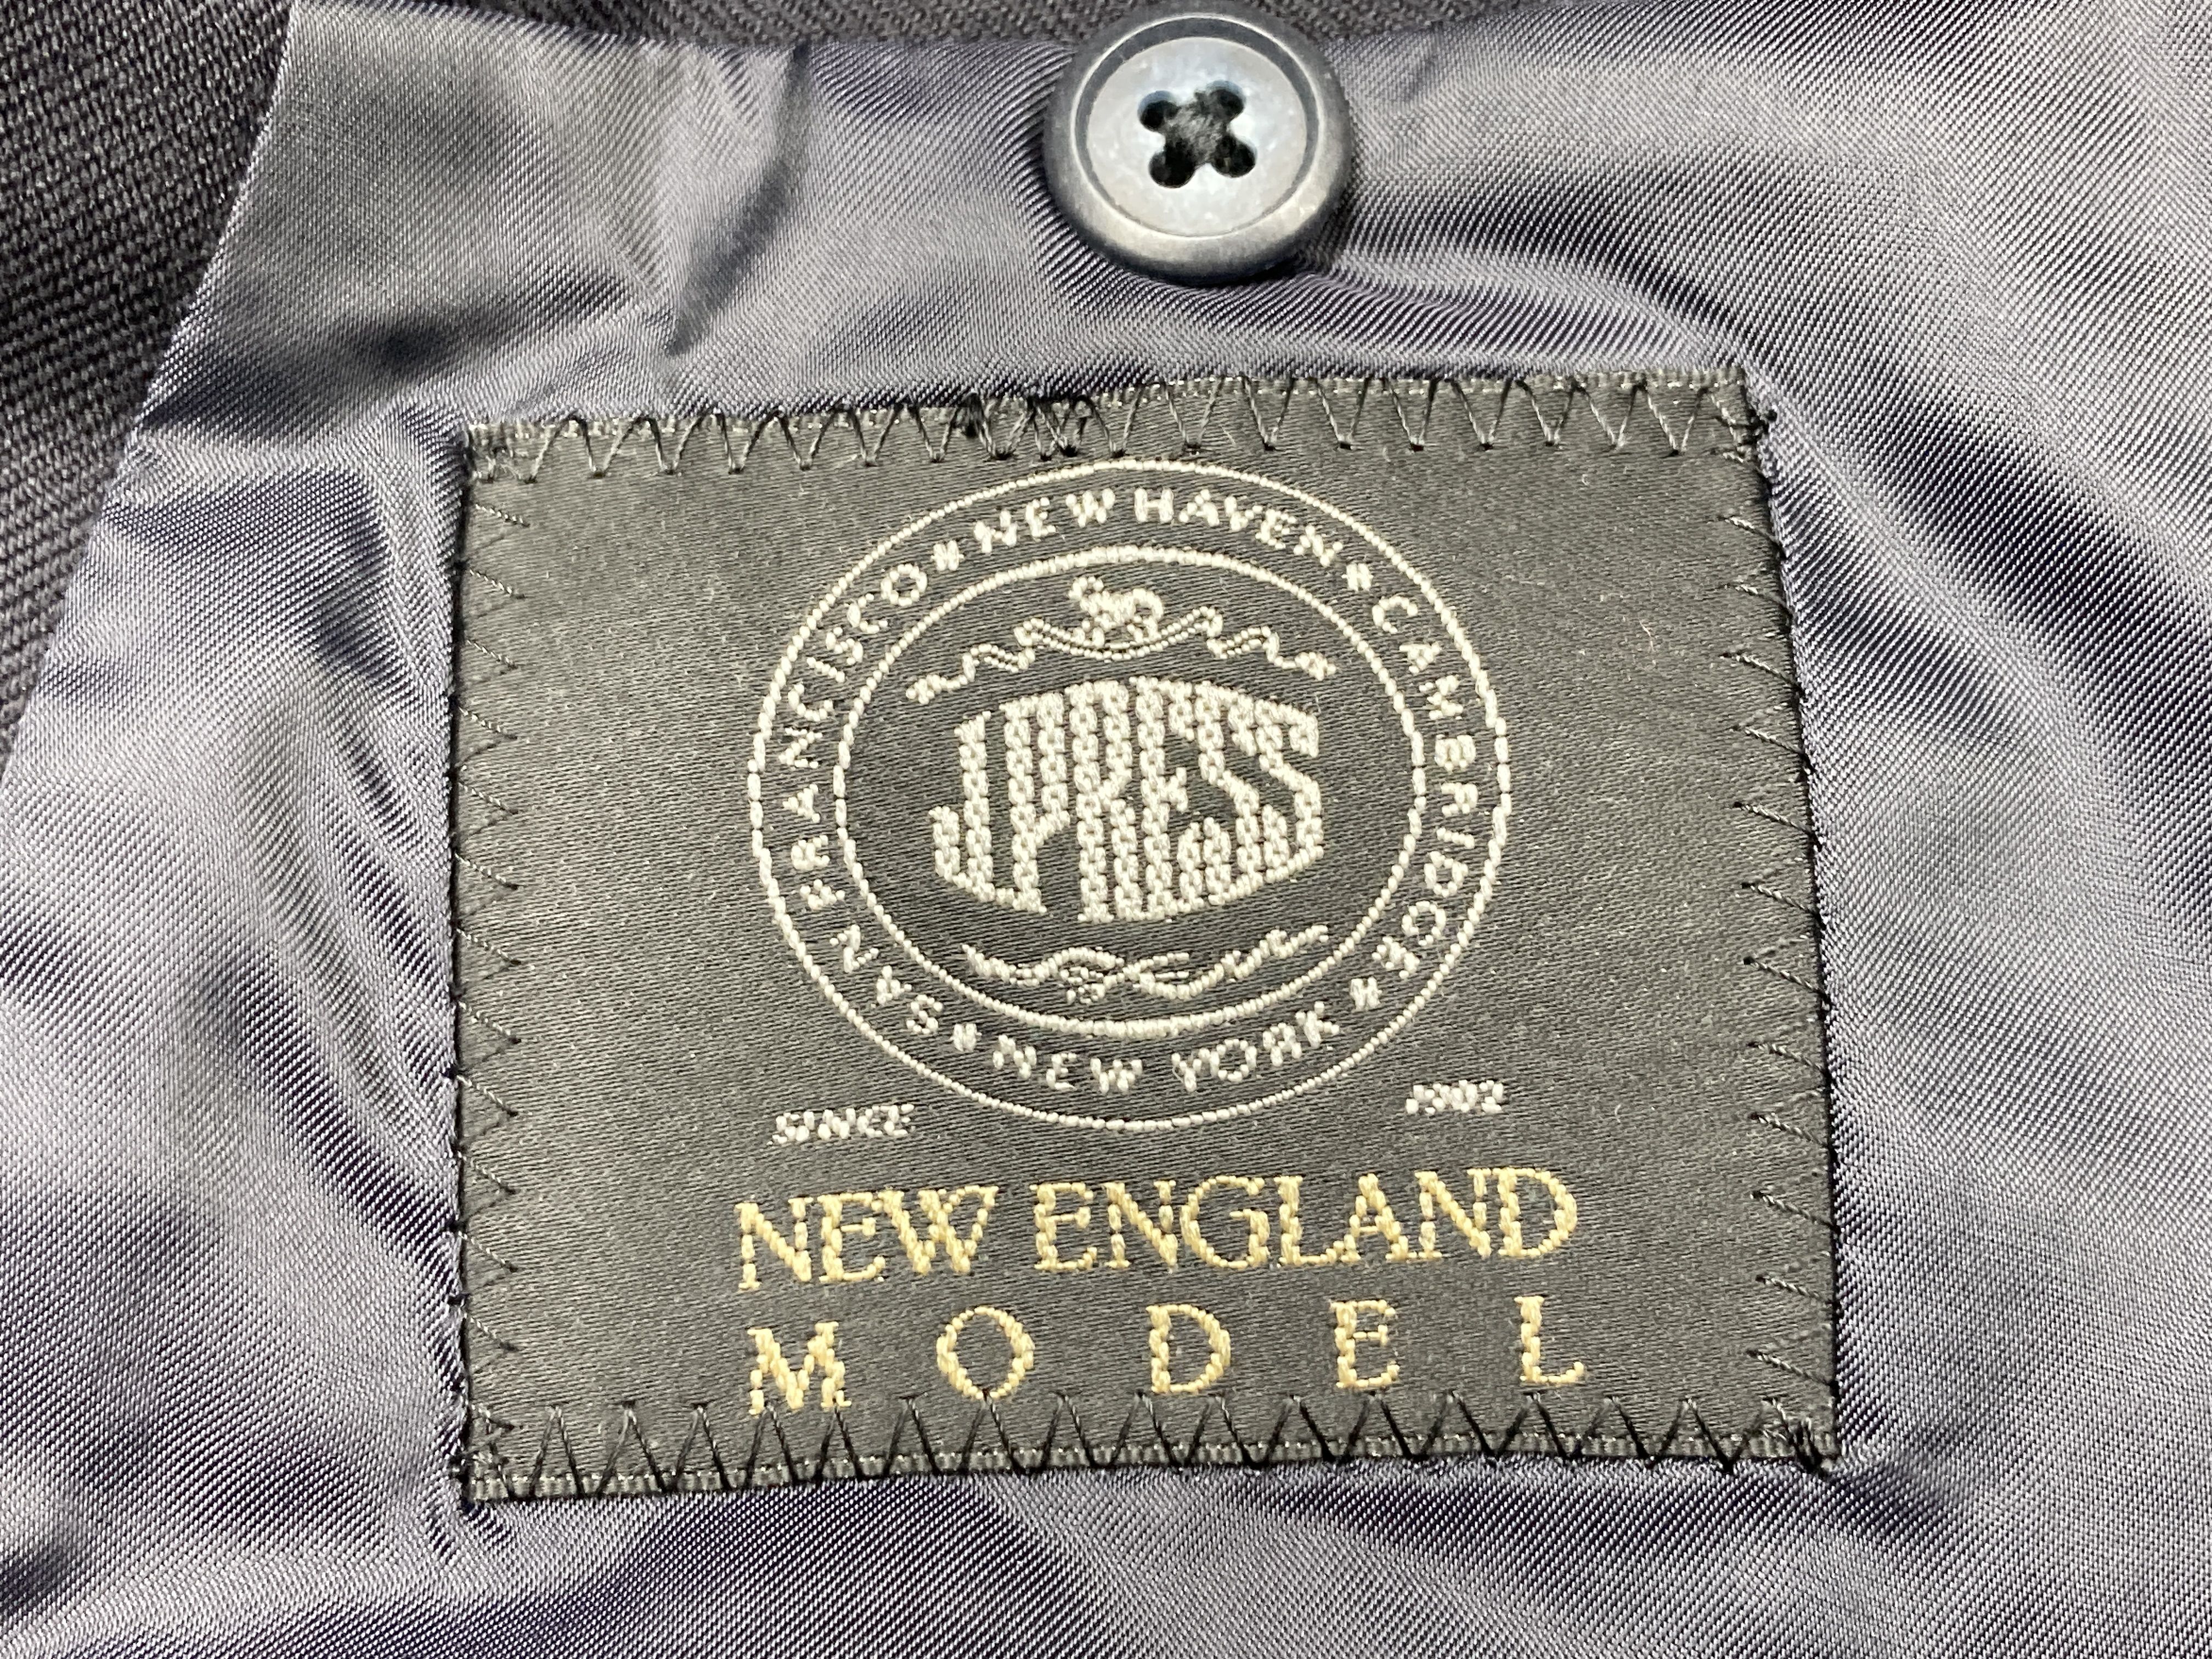 NEW HAVEN * CAMBRIDGE * NEW YORK * SAN FRANCISCO *
J.PRESS
SINCE 1902
NEW ENGLAND
MODEL